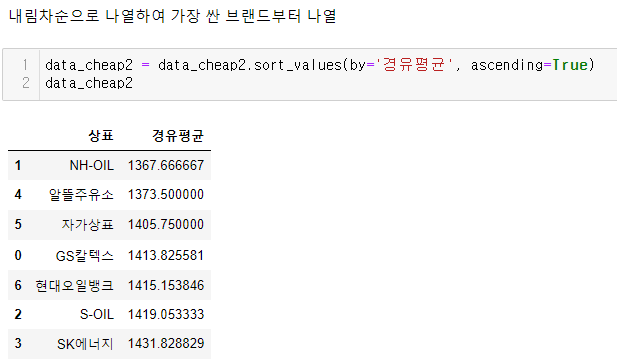 내림차순으로 나열하여 가장 싼 브랜드부터 나열
1 data_cheap2 = data_cheap2.sort_values(by='경유평균', ascending=True)
2 data_cheap2
상표 경유평균
1 NH-OIL 1367.666667
4 알뜰주유소 1373.500000
5 자가상표 1405.750000
0 GS칼텍스 1413.825581
6 현대오일뱅크 1415.153846
2 S-OIL 1419.053333
3 SK에너지 1431.828829